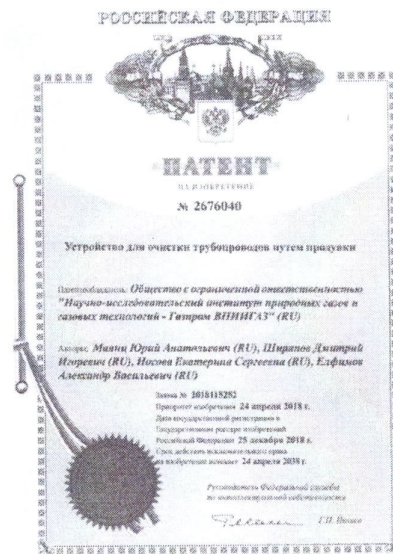 РОССИЙСКАЯ ФЕДЕРАЦИЯ
ПАТЕНТ
НА ИЗОБРЕТЕНИЕ
№ 2676040
Устройство для очистки трубопроводов путем продувки
Патентообладатель: Общество с ограниченной ответственностью
"Научно-исследовательский институт природных газов и
газовых технологий - Газпром ВНИИГАЗ" (RU)
Авторы: Маянц Юрий Анатольевич (RU), Ширяпов Дмитрий
Игоревич (RU), Носова Екатерина Сергеевна (RU), Елфимов
Александр Васильевич (RU)
Заявка № 2018115252
Приоритет изобретения 24 апреля 2018 г.
Дата государственной регистрации в
Государственном реестре изобретений
Российской Федерации 25 декабря 2018 г.
Срок действия исключительного права
на изобретение истекает 24 апреля 2038 г.
Руководитель Федеральной службы
по интеллектуальной собственности
Г.П. Ивлиев